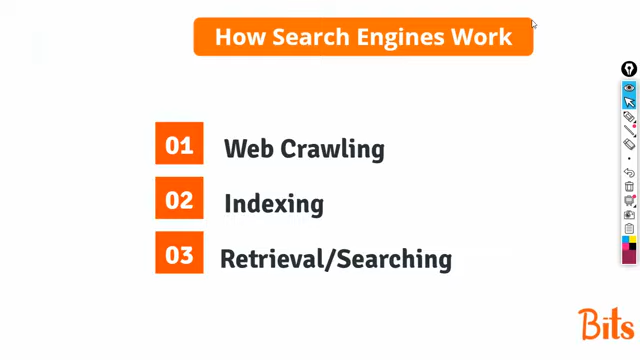 How Search Engines Work
01 Web Crawling
02 Indexing
03 Retrieval/Searching
Bits